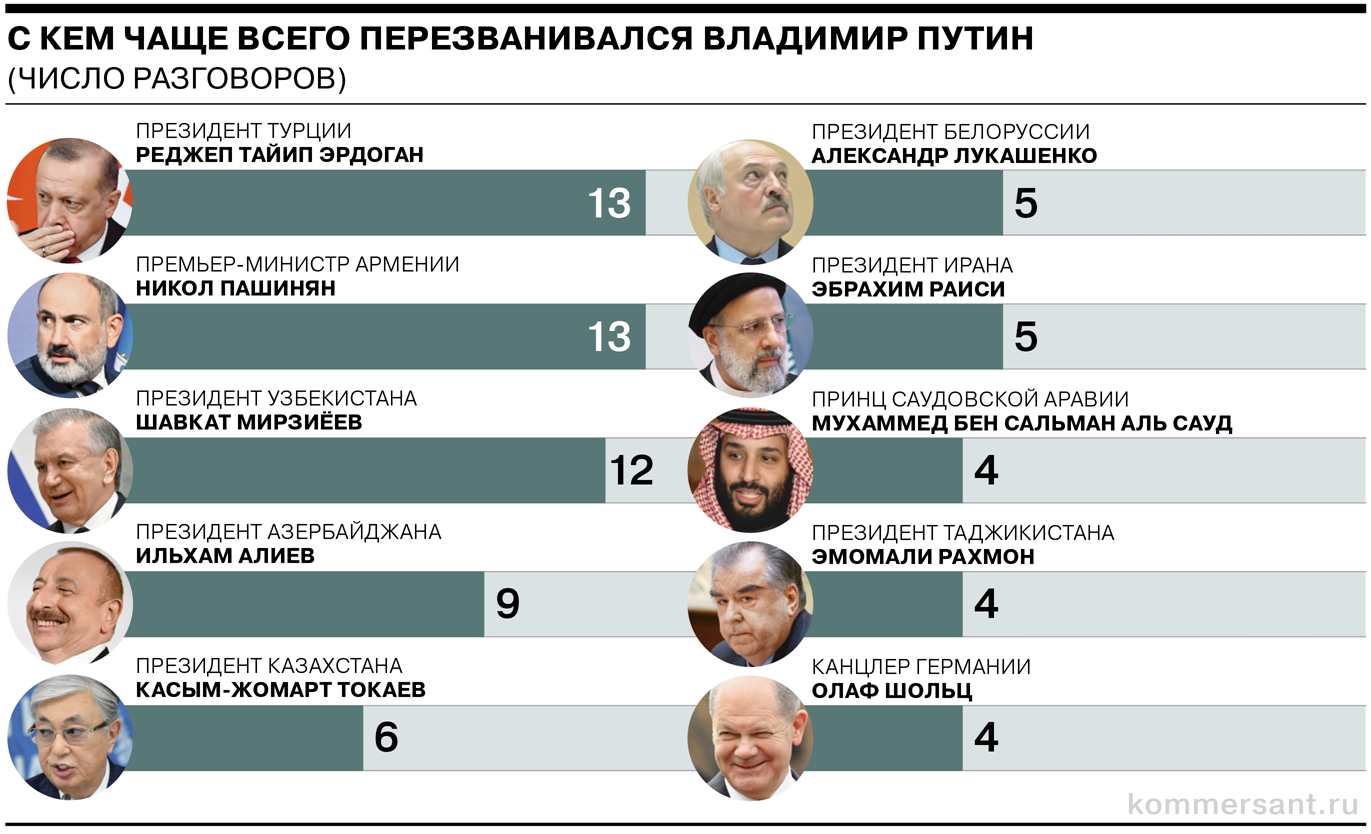 С КЕМ ЧАЩЕ ВСЕГО ПЕРЕЗВАНИВАЛСЯ ВЛАДИМИР ПУТИН
(ЧИСЛО РАЗГОВОРОВ)
ПРЕЗИДЕНТ ТУРЦИИ
РЕДЖЕП ТАЙИП ЭРДОГАН
13
ПРЕМЬЕР-МИНИСТР АРМЕНИИ
НИКОЛ ПАШИНЯН
13
ПРЕЗИДЕНТ УЗБЕКИСТАНА
ШАВКАТ МИРЗИЁЕВ
12
ПРЕЗИДЕНТ АЗЕРБАЙДЖАНА
ИЛЬХАМ АЛИЕВ
9
ПРЕЗИДЕНТ КАЗАХСТАНА
КАСЫМ-ЖОМАРТ ТОКАЕВ
6
ПРЕЗИДЕНТ БЕЛОРУССИИ
АЛЕКСАНДР ЛУКАШЕНКО
5
ПРЕЗИДЕНТ ИРАНА
ЭБРАХИМ РАИСИ
5
ПРИНЦ САУДОВСКОЙ АРАВИИ
МУХАММЕД БЕН САЛЬМАН АЛЬ САУД
4
ПРЕЗИДЕНТ ТАДЖИКИСТАНА
ЭМОМАЛИ РАХМОН
4
КАНЦЛЕР ГЕРМАНИИ
ОЛАФ ШОЛЬЦ
4
kommersant.ru